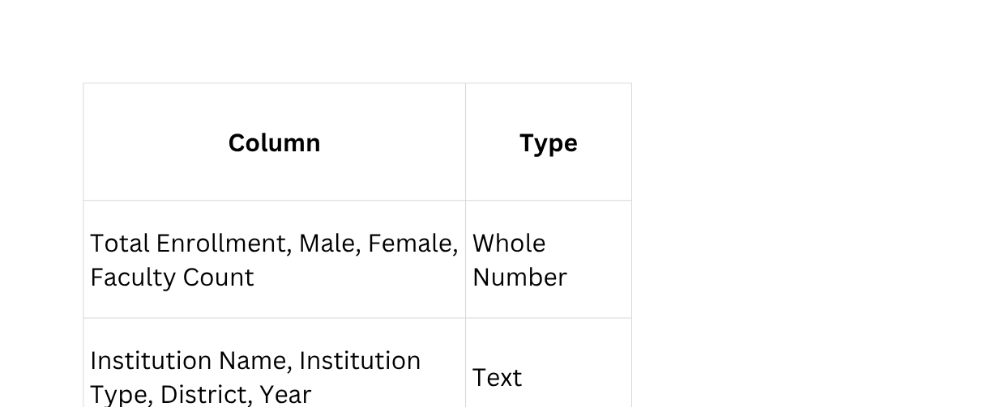 Column
Type
Total Enrollment, Male, Female,
Faculty Count
Whole
Number
Institution Name, Institution
Type, District, Year
Text